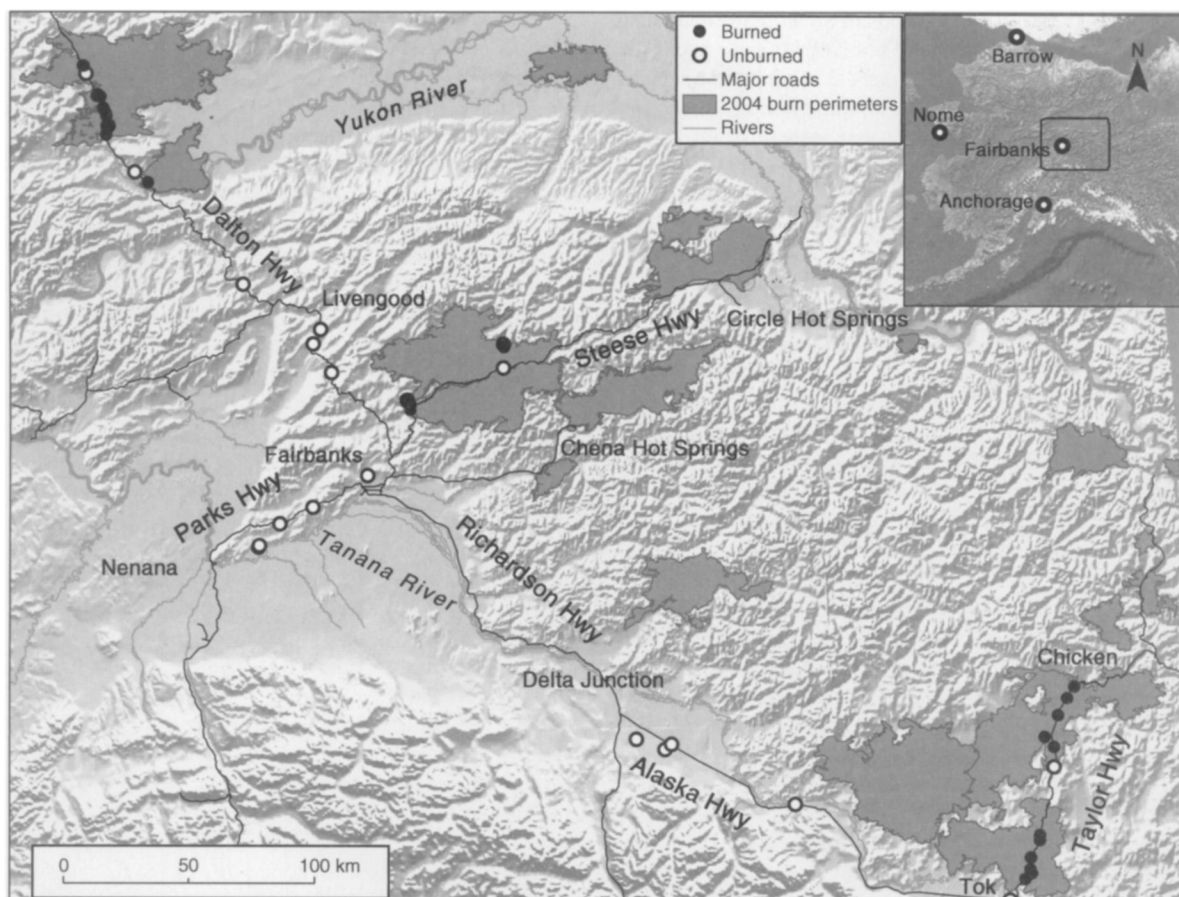 Burned
Unburned
Major roads
2004 burn perimeters
Rivers
Barrow
N
Nome
Fairbanks
Anchorage
Yukon River
Dalton Hwy
Livengood
Steese Hwy
Circle Hot Springs
Fairbanks
Chena Hot Springs
Parks Hwy
Richardson Hwy
Tanana River
Nenana
Chicken
Delta Junction
Alaska Hwy
Taylor Hwy
Tok
0 50 100 km